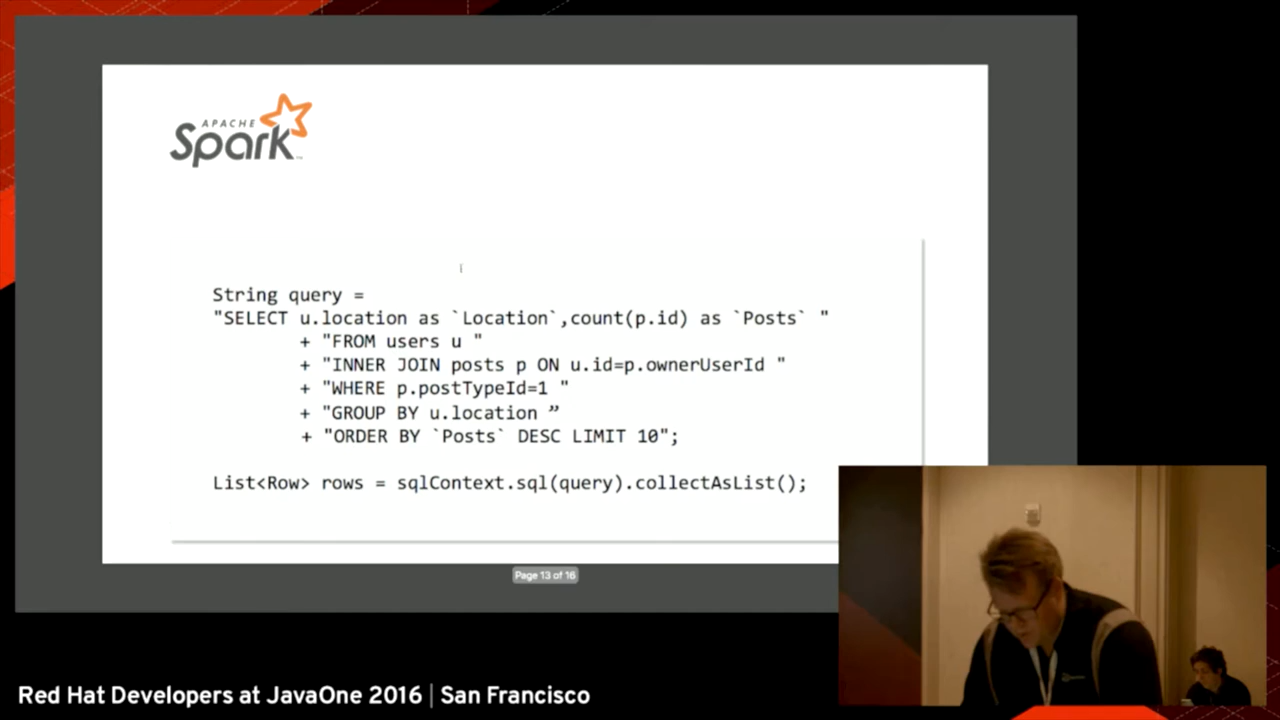 APACHE
Spark
String query =
"SELECT u.location as `Location`,count(p.id) as `Posts` "
+ "FROM users u "
+ "INNER JOIN posts p ON u.id=p.ownerUserId "
+ "WHERE p.postTypeId=1 "
+ "GROUP BY u.location ”
+ "ORDER BY `Posts` DESC LIMIT 10";
List<Row> rows = sqlContext.sql(query).collectAsList();
Page 13 of 16
Red Hat Developers at JavaOne 2016 | San Francisco